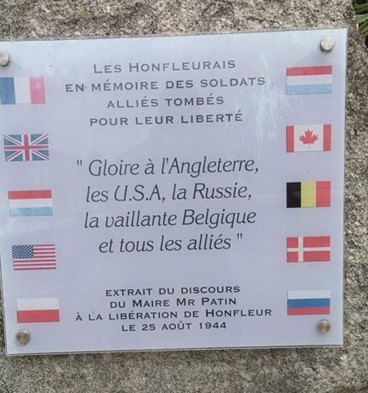 LES HONFLEURAIS
EN MÉMOIRE DES SOLDATS
ALLIÉS TOMBÉS
POUR LEUR LIBERTÉ
" Gloire à l'Angleterre,
les U.S.A, la Russie,
la vaillante Belgique
et tous les alliés "
EXTRAIT DU DISCOURS
DU MAIRE MR PATIN
À LA LIBÉRATION DE HONFLEUR
LE 25 AOÛT 1944